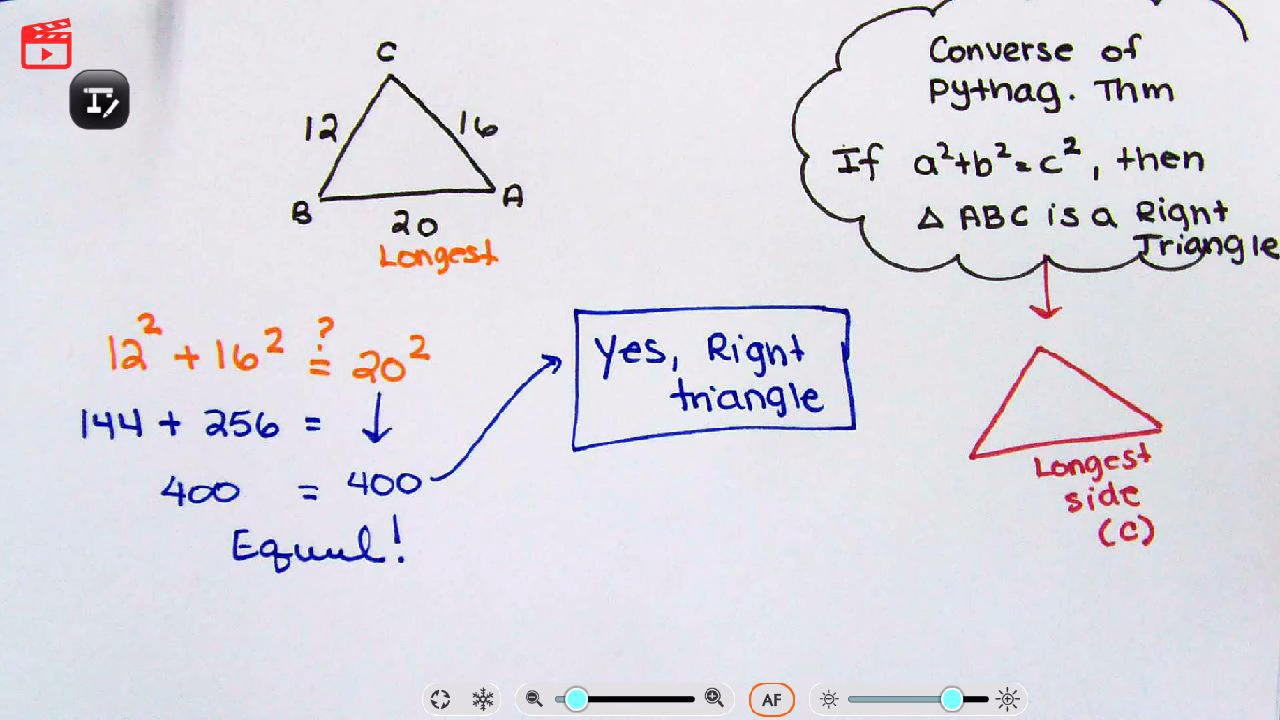 C
12
16
B
A
20
Longest
Converse of
Pythag. Thm
If a²+b²=c², then
△ ABC is a Right
Triangle
12² + 16² ≟ 20²
144 + 256 =
400 = 400
Equal!
Yes, Right
triangle
Longest
side
(C)
AF